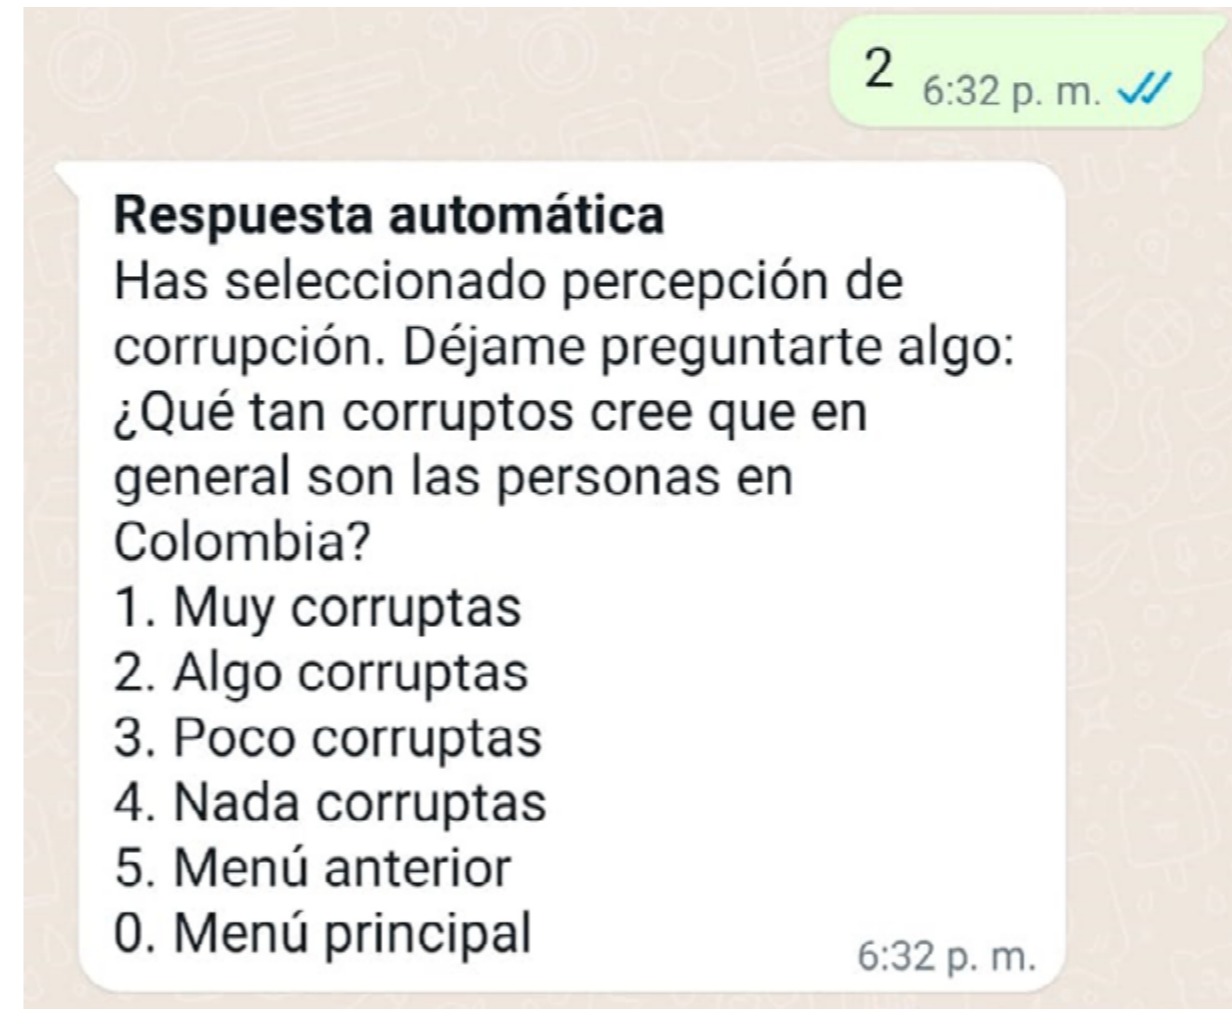 2 6:32 p. m.
Respuesta automática
Has seleccionado percepción de
corrupción. Déjame preguntarte algo:
¿Qué tan corruptos cree que en
general son las personas en
Colombia?
1. Muy corruptas
2. Algo corruptas
3. Poco corruptas
4. Nada corruptas
5. Menú anterior
0. Menú principal
6:32 p. m.